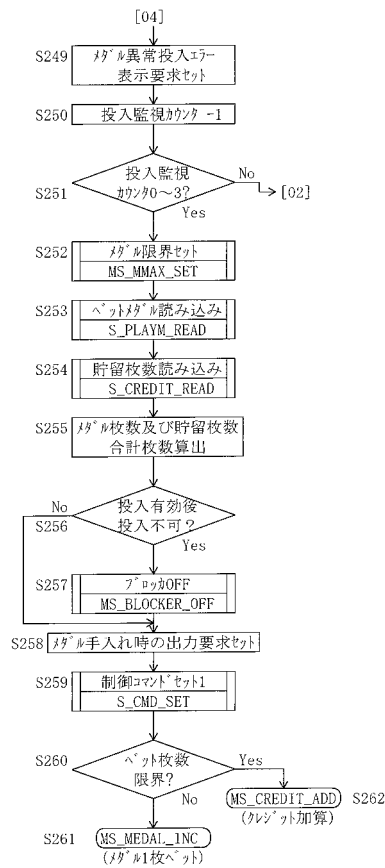 [04]
S249
メダル異常投入エラー
表示要求セット
S250
投入監視カウンタ -1
S251
投入監視
カウンタ0～3?
No
[02]
Yes
S252
メダル限界セット
MS_MMAX_SET
S253
ベットメダル読み込み
S_PLAYM_READ
S254
貯留枚数読み込み
S_CREDIT_READ
S255
メダル枚数及び貯留枚数
合計枚数算出
No
S256
投入有効後
投入不可?
Yes
S257
ブロッカOFF
MS_BLOCKER_OFF
S258
メダル手入れ時の出力要求セット
S259
制御コマンドセット1
S_CMD_SET
S260
ベット枚数
限界?
Yes
No
MS_CREDIT_ADD
S262
(クレジット加算)
S261
MS_MEDAL_INC
(メダル1枚ベット)